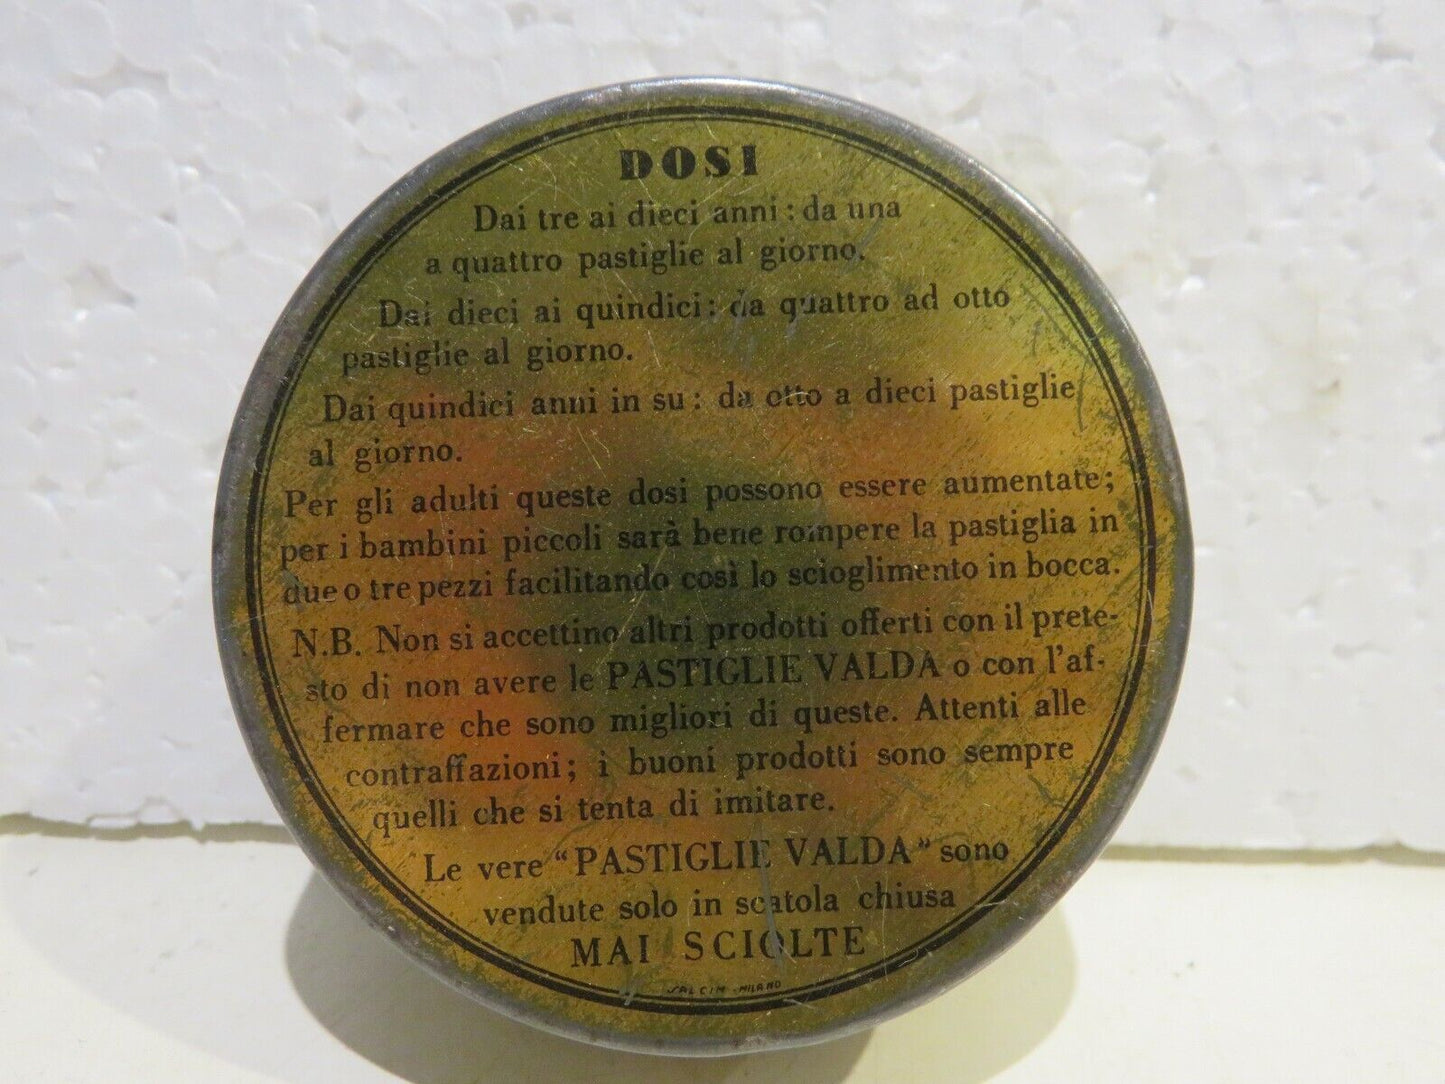 DOSI
Dai tre ai dieci anni : da una
a quattro pastiglie al giorno.
Dai dieci ai quindici : da quattro ad otto
pastiglie al giorno.
Dai quindici anni in su : da otto a dieci pastiglie
al giorno.
Per gli adulti queste dosi possono essere aumentate;
per i bambini piccoli sarà bene rompere la pastiglia in
due o tre pezzi facilitando così lo scioglimento in bocca.
N.B. Non si accettino altri prodotti offerti con il prete-
sto di non avere le PASTIGLIE VALDA o con l'af-
fermare che sono migliori di queste. Attenti alle
contraffazioni; i buoni prodotti sono sempre
quelli che si tenta di imitare.
Le vere “PASTIGLIE VALDA” sono
vendute solo in scatola chiusa
MAI SCIOLTE
SALCIM - MILANO